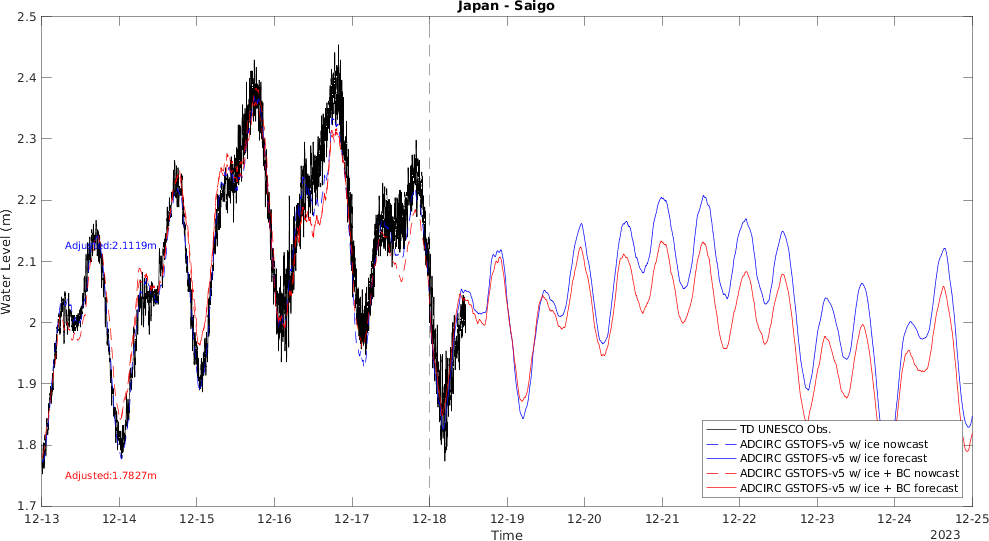 Japan - Saigo
Water Level (m)
2.5
2.4
2.3
2.2
2.1
2
1.9
1.8
1.7
Adjusted:2.1119m
Adjusted:1.7827m
TD UNESCO Obs.
ADCIRC GSTOFS-v5 w/ ice nowcast
ADCIRC GSTOFS-v5 w/ ice forecast
ADCIRC GSTOFS-v5 w/ ice + BC nowcast
ADCIRC GSTOFS-v5 w/ ice + BC forecast
12-13 12-14 12-15 12-16 12-17 12-18 12-19 12-20 12-21 12-22 12-23 12-24 12-25
Time
2023